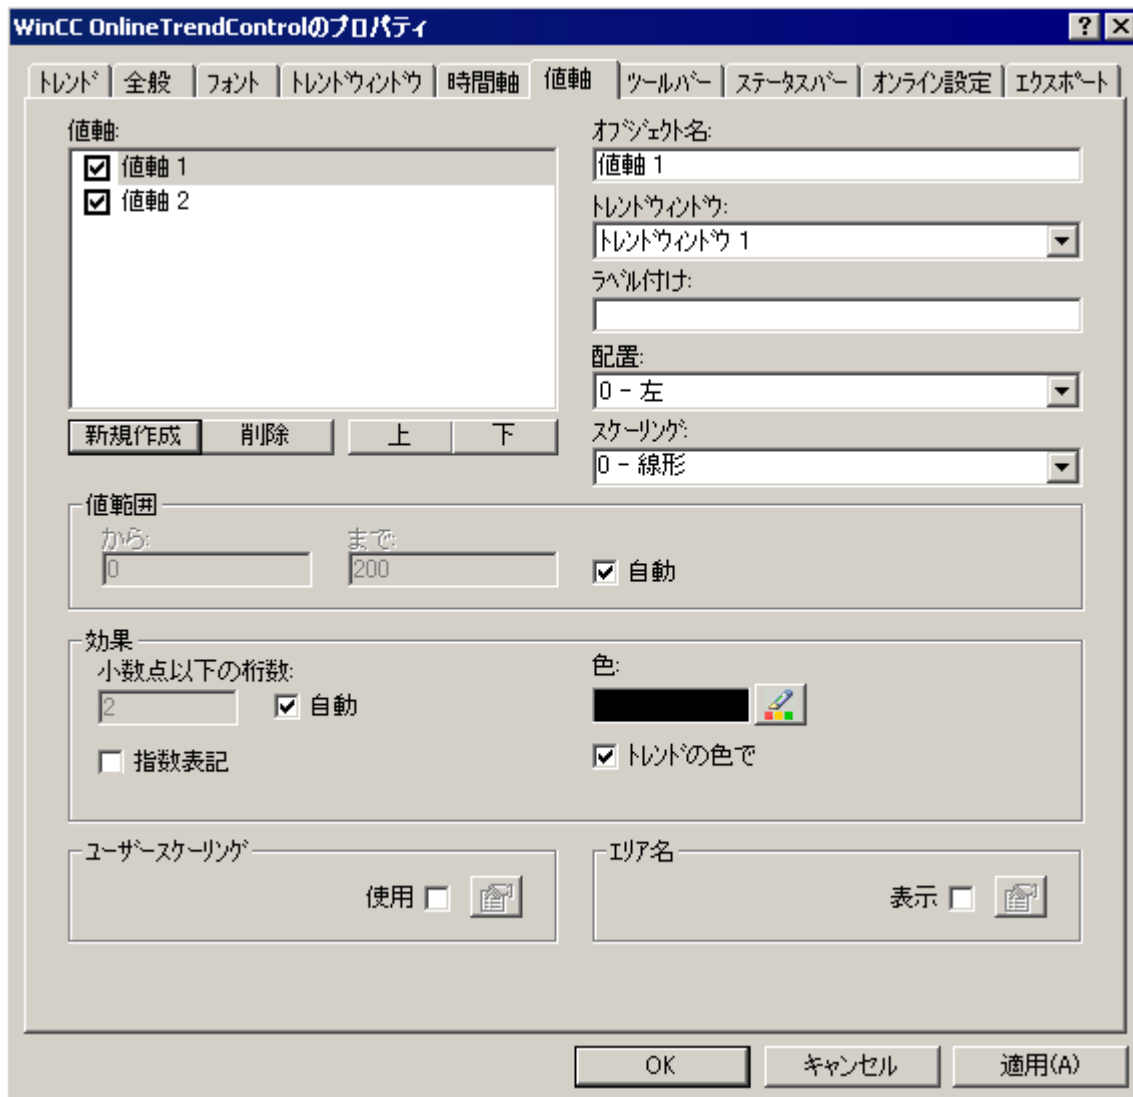 WinCC OnlineTrendControlのプロパティ
トレンド 全般 フォント トレンドウィンドウ 時間軸 値軸 ツールバー ステータスバー オンライン設定 エクスポート
値軸:
値軸 1
値軸 2
新規作成 削除 上 下
オブジェクト名:
値軸 1
トレンドウィンドウ:
トレンドウィンドウ 1
ラベル付け:
配置:
0 - 左
スケーリング:
0 - 線形
値範囲
から: まで:
0 200 自動
効果
小数点以下の桁数:
2 自動
指数表記
色:
トレンドの色で
ユーザースケーリング
使用
エリア名
表示
OK キャンセル 適用(A)